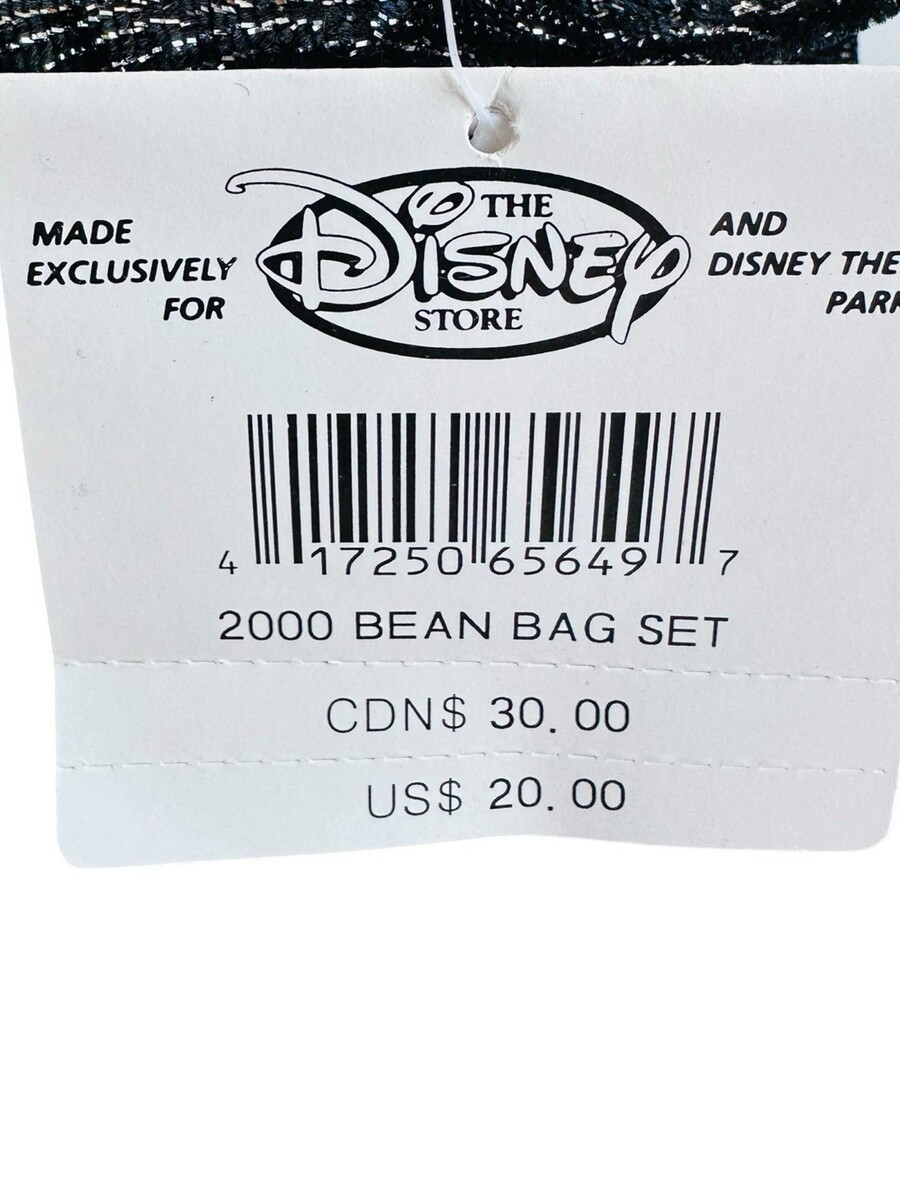 MADE
EXCLUSIVELY
FOR
THE
DISNEY
STORE
AND
DISNEY THE
4 17250 65649 7
2000 BEAN BAG SET
CDN$ 30.00
US$ 20.00